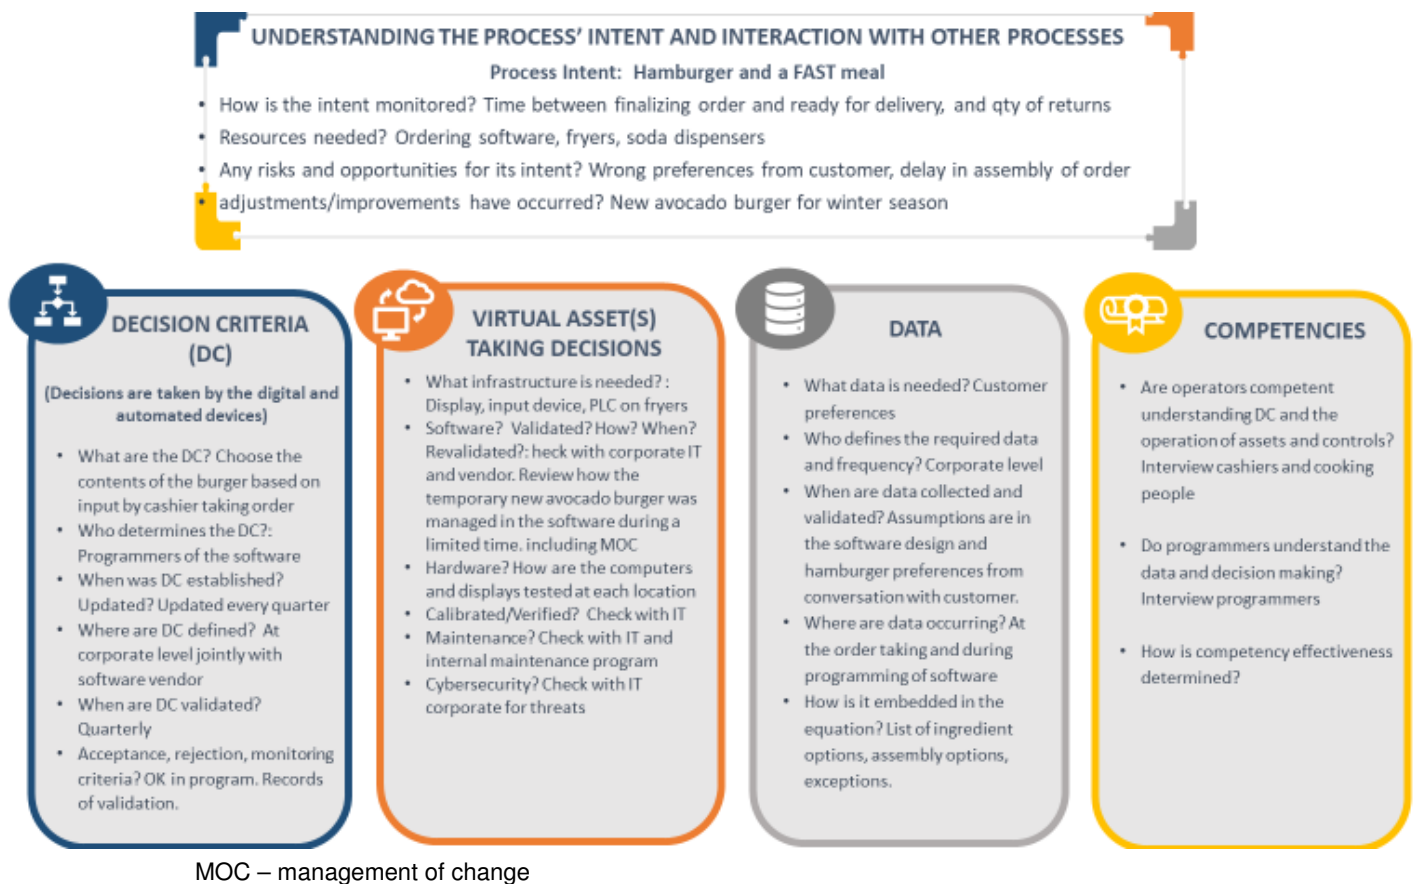 UNDERSTANDING THE PROCESS' INTENT AND INTERACTION WITH OTHER PROCESSES
Process Intent: Hamburger and a FAST meal
• How is the intent monitored? Time between finalizing order and ready for delivery, and qty of returns
• Resources needed? Ordering software, fryers, soda dispensers
• Any risks and opportunities for its intent? Wrong preferences from customer, delay in assembly of order
• adjustments/improvements have occurred? New avocado burger for winter season
DECISION CRITERIA
(DC)
(Decisions are taken by the digital and
automated devices)
• What are the DC? Choose the
contents of the burger based on
input by cashier taking order
• Who determines the DC?:
Programmers of the software
• When was DC established?
Updated? Updated every quarter
• Where are DC defined? At
corporate level jointly with
software vendor
• When are DC validated?
Quarterly
• Acceptance, rejection, monitoring
criteria? OK in program. Records
of validation.
VIRTUAL ASSET(S)
TAKING DECISIONS
• What infrastructure is needed? :
Display, input device, PLC on fryers
• Software? Validated? How? When?
Revalidated?: heck with corporate IT
and vendor. Review how the
temporary new avocado burger was
managed in the software during a
limited time. including MOC
• Hardware? How are the computers
and displays tested at each location
• Calibrated/Verified? Check with IT
• Maintenance? Check with IT and
internal maintenance program
• Cybersecurity? Check with IT
corporate for threats
DATA
• What data is needed? Customer
preferences
• Who defines the required data
and frequency? Corporate level
• When are data collected and
validated? Assumptions are in
the software design and
hamburger preferences from
conversation with customer.
• Where are data occurring? At
the order taking and during
programming of software
• How is it embedded in the
equation? List of ingredient
options, assembly options,
exceptions.
COMPETENCIES
• Are operators competent
understanding DC and the
operation of assets and controls?
Interview cashiers and cooking
people
• Do programmers understand the
data and decision making?
Interview programmers
• How is competency effectiveness
determined?
MOC – management of change